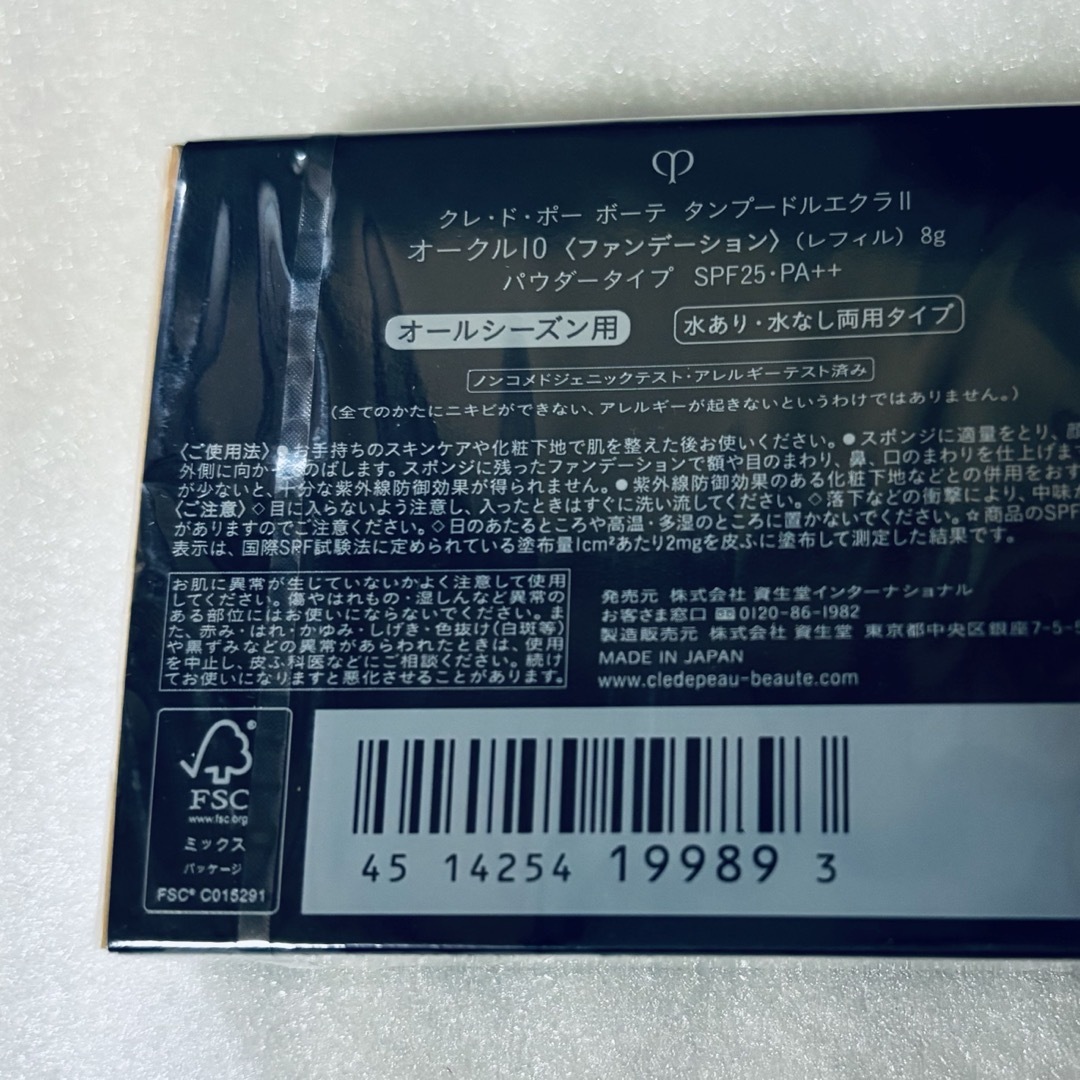 クレ・ド・ポー ボーテ タンプードルエクラII
オークル10〈ファンデーション〉(レフィル) 8g
パウダータイプ SPF25・PA++
オールシーズン用
水あり・水なし両用タイプ
ノンコメドジェニックテスト・アレルギーテスト済み
(全てのかたにニキビができない、アレルギーが起きないというわけではありません。)
〈ご使用法〉●お手持ちのスキンケアや化粧下地で肌を整えた後お使いください。●スポンジに適量をとり、顔
外側に向かってのばします。スポンジに残ったファンデーションで額や目のまわり、鼻、口のまわりを仕上げま
が少ないと、十分な紫外線防御効果が得られません。●紫外線防御効果のある化粧下地などとの併用をおす
〈ご注意〉◇目に入らないよう注意し、入ったときはすぐに洗い流してください。◇落下などの衝撃により、中味が
がありますのでご注意ください。◇日のあたるところや高温・多湿のところに置かないでください。☆商品のSPF
表示は、国際SPF試験法に定められている塗布量1cm²あたり2mgを皮ふに塗布して測定した結果です。
お肌に異常が生じていないかよく注意して使用
してください。傷やはれもの・湿しんなど異常の
ある部位にはお使いにならないでください。ま
た、赤み・はれ・かゆみ・しげき・色抜け(白斑等)
や黒ずみなどの異常があらわれたときは、使用
を中止し、皮ふ科医などにご相談ください。続け
てお使いになりますと悪化させることがあります。
発売元 株式会社 資生堂インターナショナル
お客さま窓口 0120-86-1982
製造販売元 株式会社 資生堂 東京都中央区銀座7-5-5
MADE IN JAPAN
www.cledepeau-beaute.com
FSC
www.fsc.org
ミックス
パッケージ
FSC® C015291
45 14254 19989 3